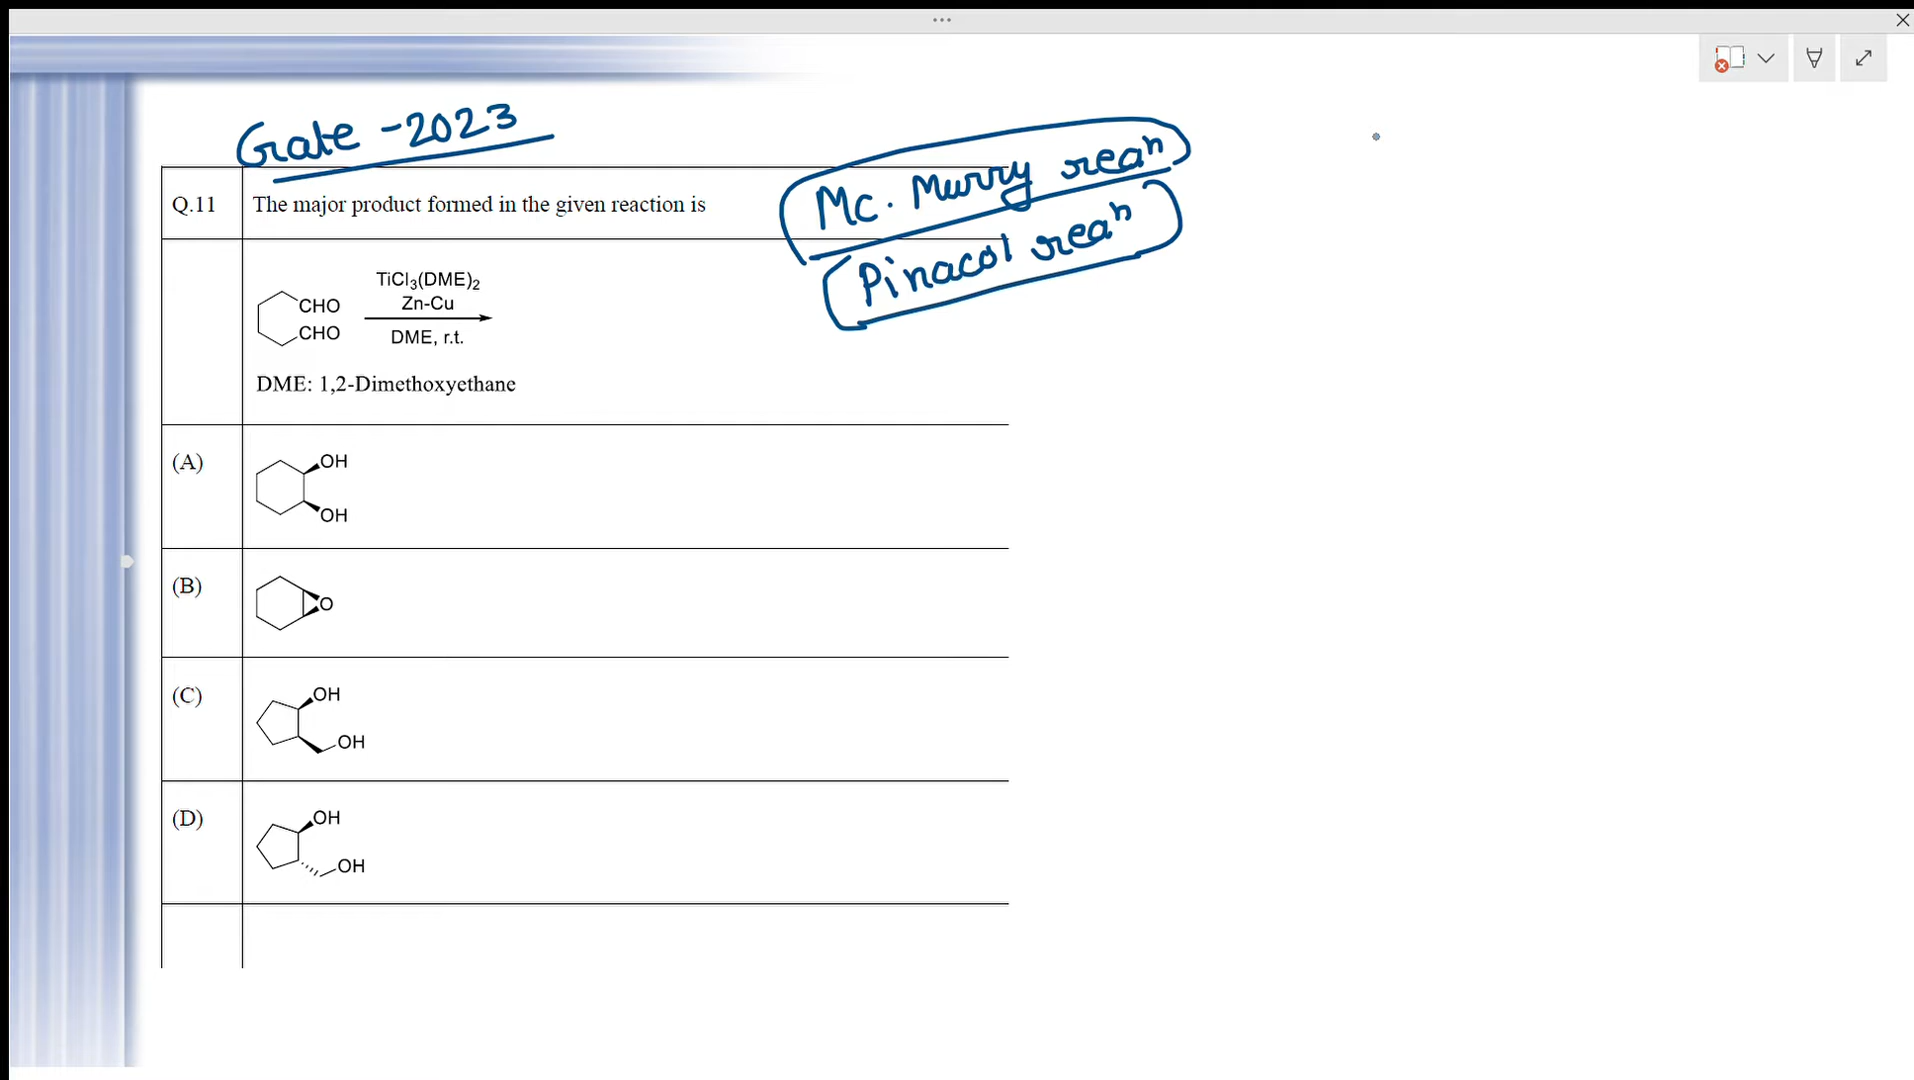 Gate -2023
Mc. Murry reaⁿ
Pinacol reaⁿ
Q.11 The major product formed in the given reaction is
CHO
CHO
TiCl₃(DME)₂
Zn-Cu
DME, r.t.
DME: 1,2-Dimethoxyethane
(A)
OH
OH
(B)
O
(C)
OH
OH
(D)
OH
OH